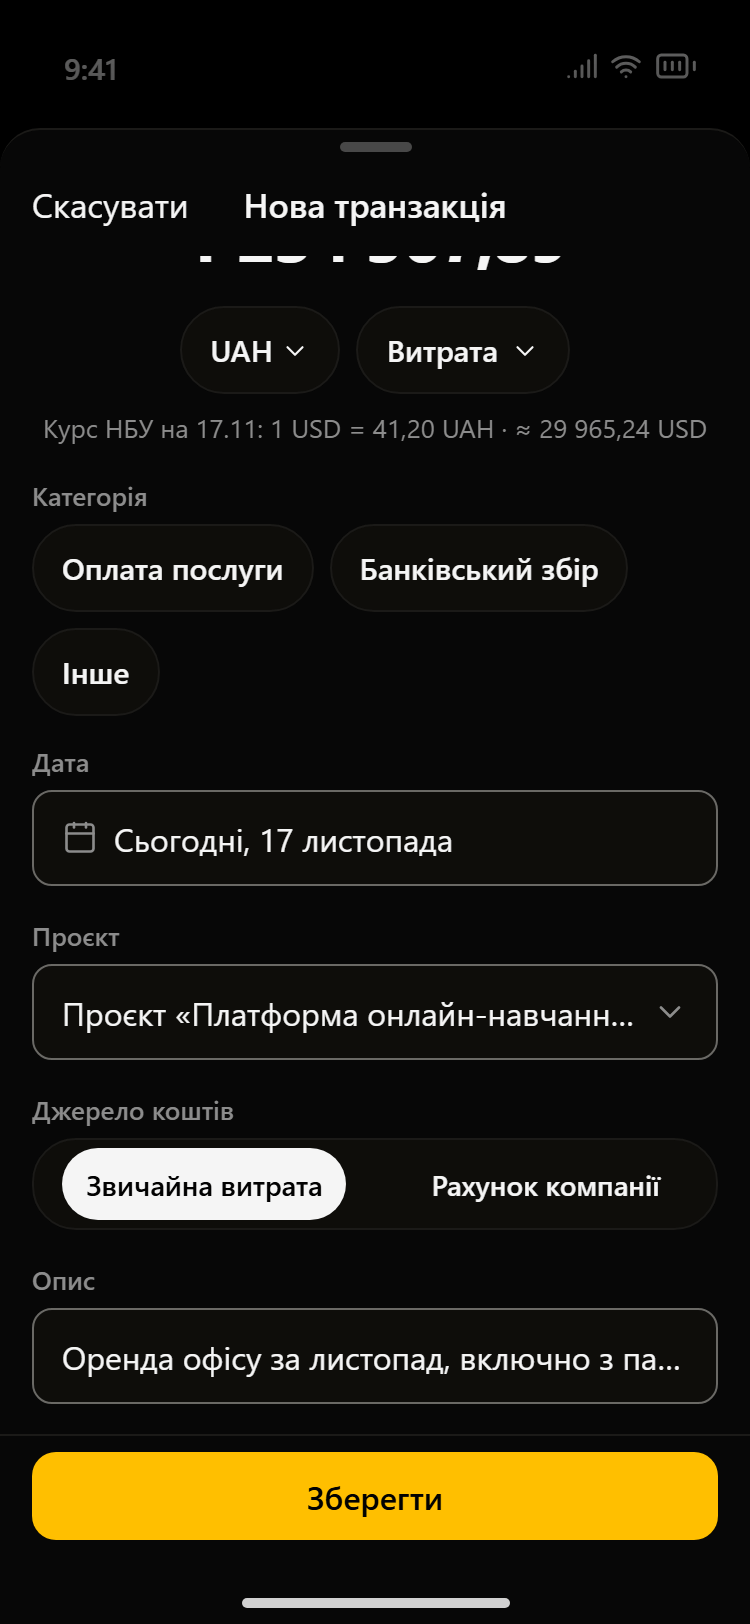 9:41
Скасувати Нова транзакція
UAH Витрата
Курс НБУ на 17.11: 1 USD = 41,20 UAH · ≈ 29 965,24 USD
Категорія
Оплата послуги Банківський збір
Інше
Дата
Сьогодні, 17 листопада
Проєкт
Проєкт «Платформа онлайн-навчанн...
Джерело коштів
Звичайна витрата Рахунок компанії
Опис
Оренда офісу за листопад, включно з па...
Зберегти